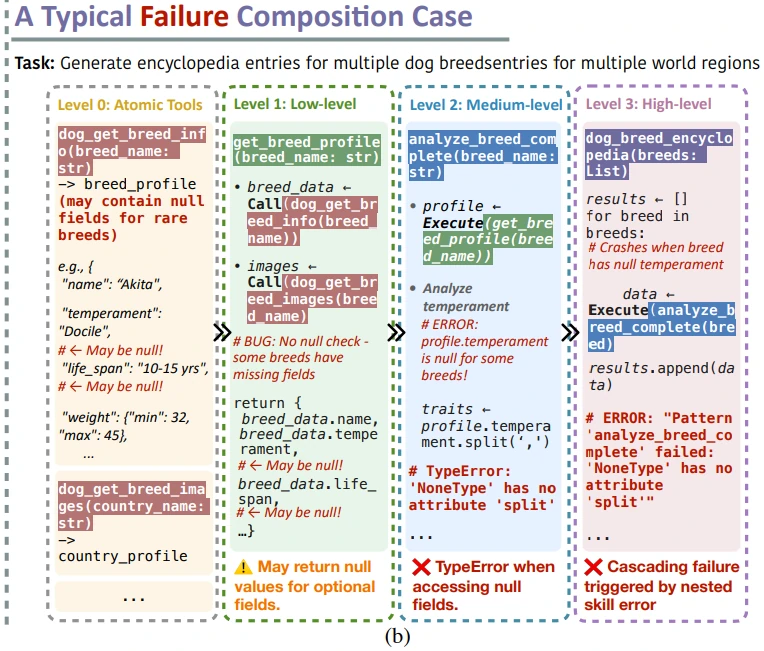 A Typical Failure Composition Case
Task: Generate encyclopedia entries for multiple dog breedsentries for multiple world regions
Level 0: Atomic Tools
dog_get_breed_inf
o(breed_name:
str)
—> breed_profile
(may contain null
fields for rare
breeds)
e.g., {
"name": “Akita",
"temperament":
"Docile",
# ← May be null!
"life_span": "10-15 yrs",
# ← May be null!
"weight": {"min": 32,
"max": 45},
...
dog_get_breed_ima
ges(country_name:
str)
—>
country_profile
...
Level 1: Low-level
get_breed_profile
(breed_name: str)
• breed_data ←
Call(dog_get_br
eed_info(breed_
name))
• images ←
Call(dog_get_br
eed_images(bree
d_name)
# BUG: No null check -
some breeds have
missing fields
return {
breed_data.name,
breed_data.tempe
rament,
# ← May be null!
breed_data.life_
span,
# ← May be null!
…}
⚠️ May return null
values for optional
fields.
Level 2: Medium-level
analyze_breed_com
plete(breed_name:
str)
• profile ←
Execute(get_bre
ed_profile(bree
d_name))
• Analyze
temperament
# ERROR:
profile.temperament
is null for some
breeds!
traits ←
profile.tempera
ment.split(‘,’)
# TypeError:
'NoneType' has no
attribute 'split'
...
❌ TypeError when
accessing null
fields.
Level 3: High-level
dog_breed_encyclo
pedia(breeds:
List)
results ← []
for breed in
breeds:
# Crashes when breed
has null temperament
data ←
Execute(analyze_b
reed_complete(bre
ed)
results.append(da
ta)
# ERROR: "Pattern
'analyze_breed_co
mplete' failed:
'NoneType' has no
attribute
'split'"
...
❌ Cascading failure
triggered by nested
skill error
(b)